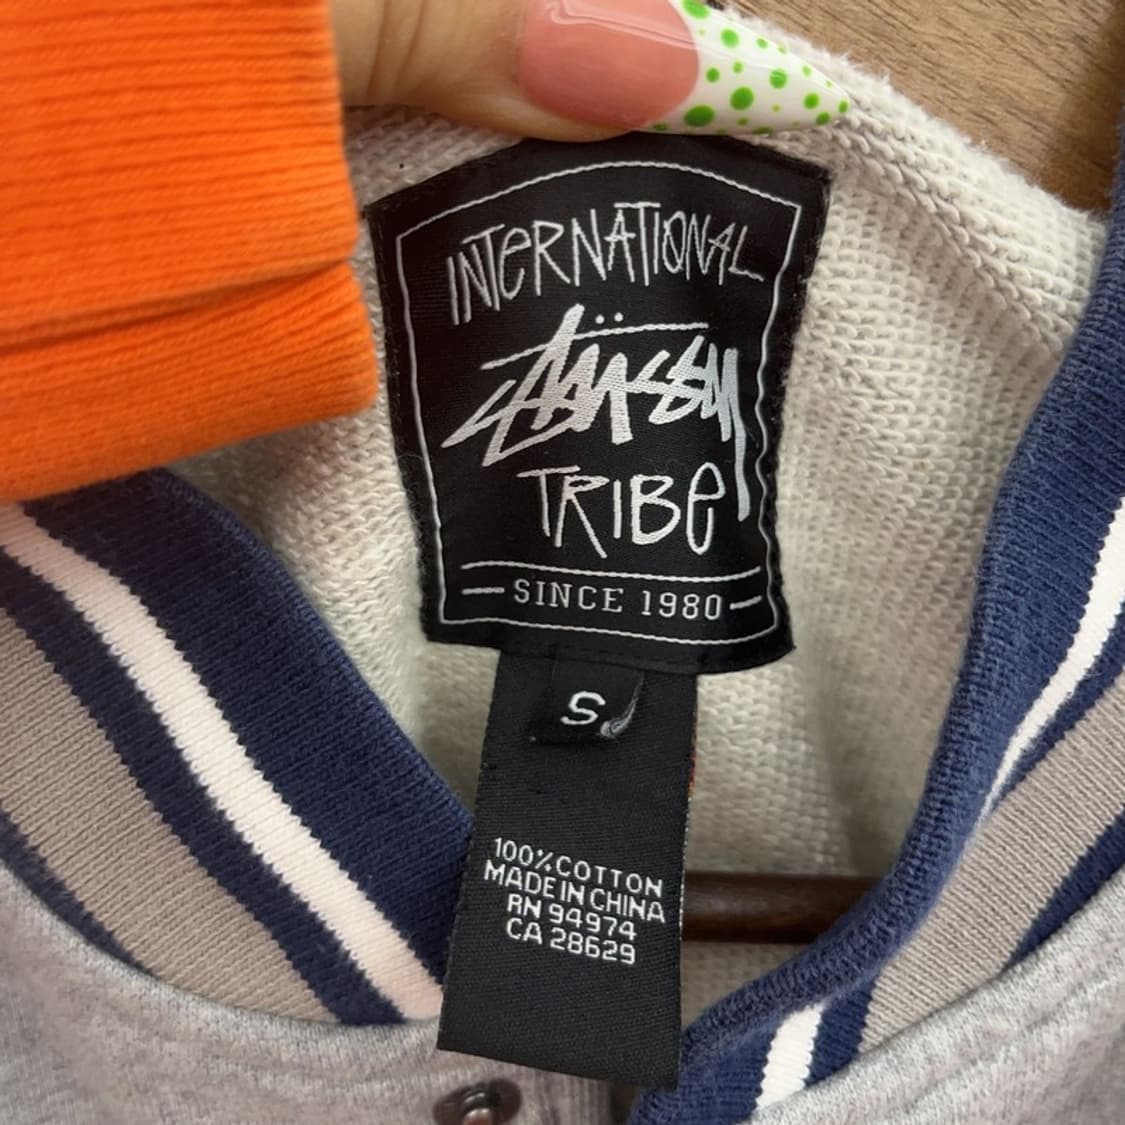 INTERNATIONAL
Stüssy
TRIBE
SINCE 1980
S
100% COTTON
MADE IN CHINA
RN 94974
CA 28629